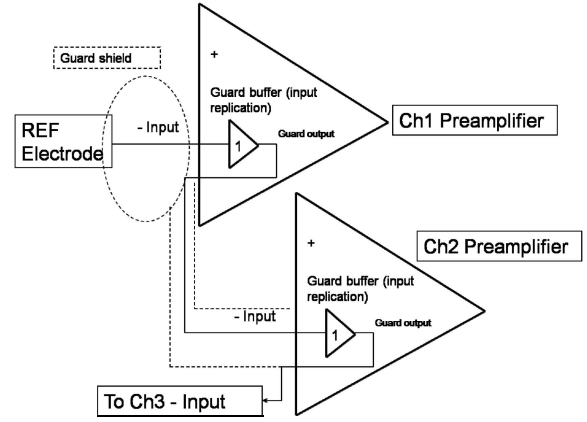 Guard shield
+
Guard buffer (input
replication)
Ch1 Preamplifier
REF
Electrode
- Input
1
Guard output
+
Ch2 Preamplifier
Guard buffer (input
replication)
- Input
1
Guard output
To Ch3 - Input